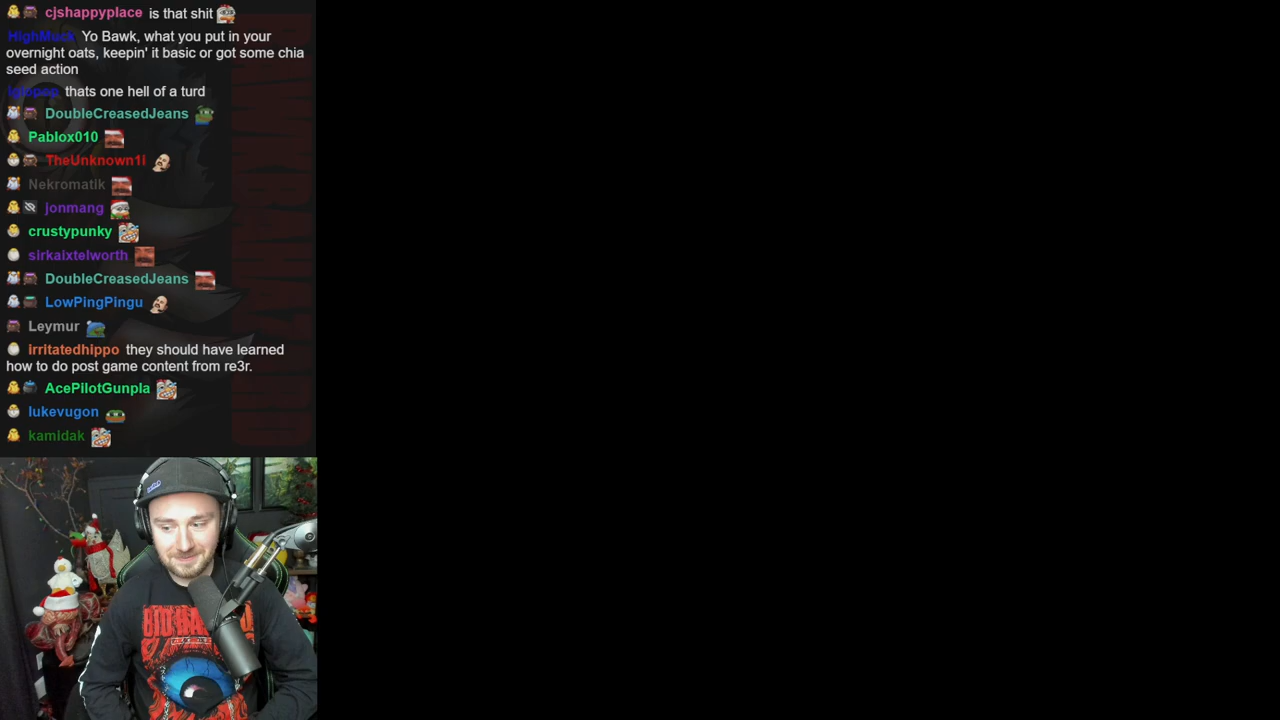 cjshappyplace is that shit
HighMuck Yo Bawk, what you put in your
overnight oats, keepin' it basic or got some chia
seed action
thats one hell of a turd
DoubleCreasedJeans
Pablox010
TheUnknown1l
Nekromatik
jonmang
crustypunky
sirkaixtelworth
DoubleCreasedJeans
LowPingPingu
Leymur
irritatedhippo they should have learned
how to do post game content from re3r.
AcePilotGunpla
lukevugon
kamidak